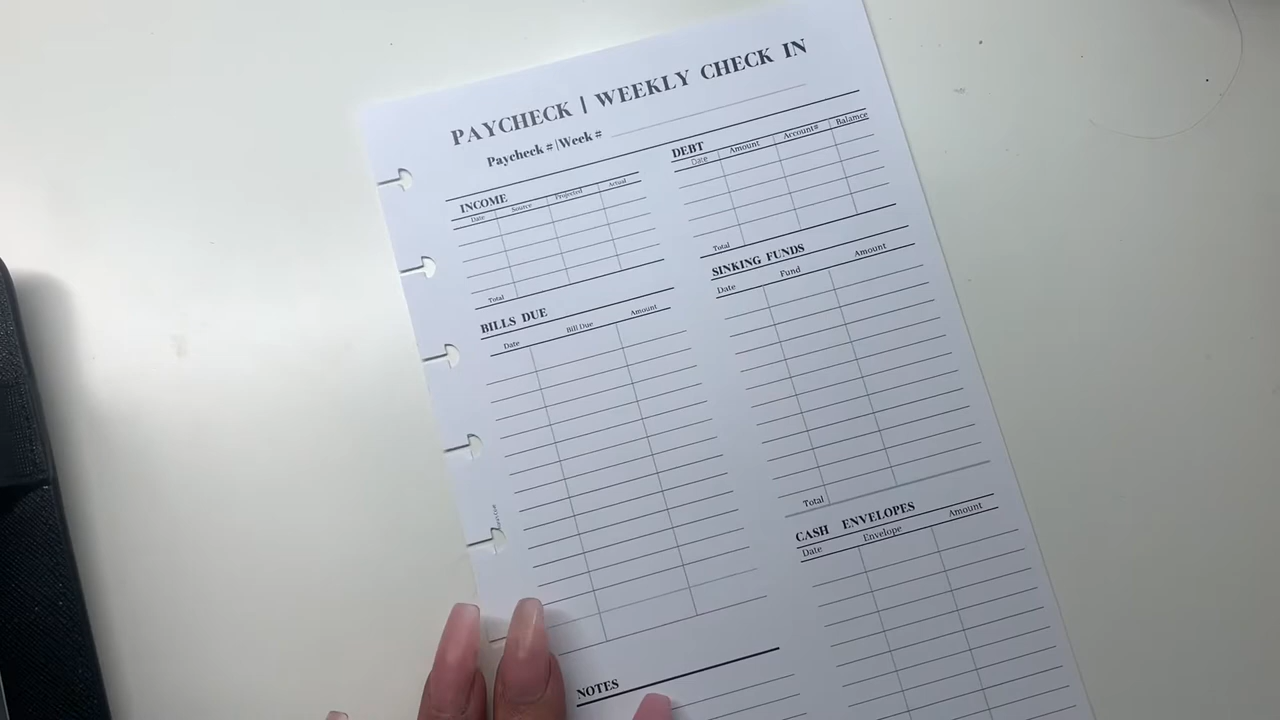 PAYCHECK | WEEKLY CHECK IN
Paycheck # |Week #
INCOME
Date Source Projected Actual
Total
BILLS DUE
Date Bill Due Amount
NOTES
DEBT
Date Amount Account# Balance
Total
SINKING FUNDS
Date Fund Amount
Total
CASH ENVELOPES
Date Envelope Amount